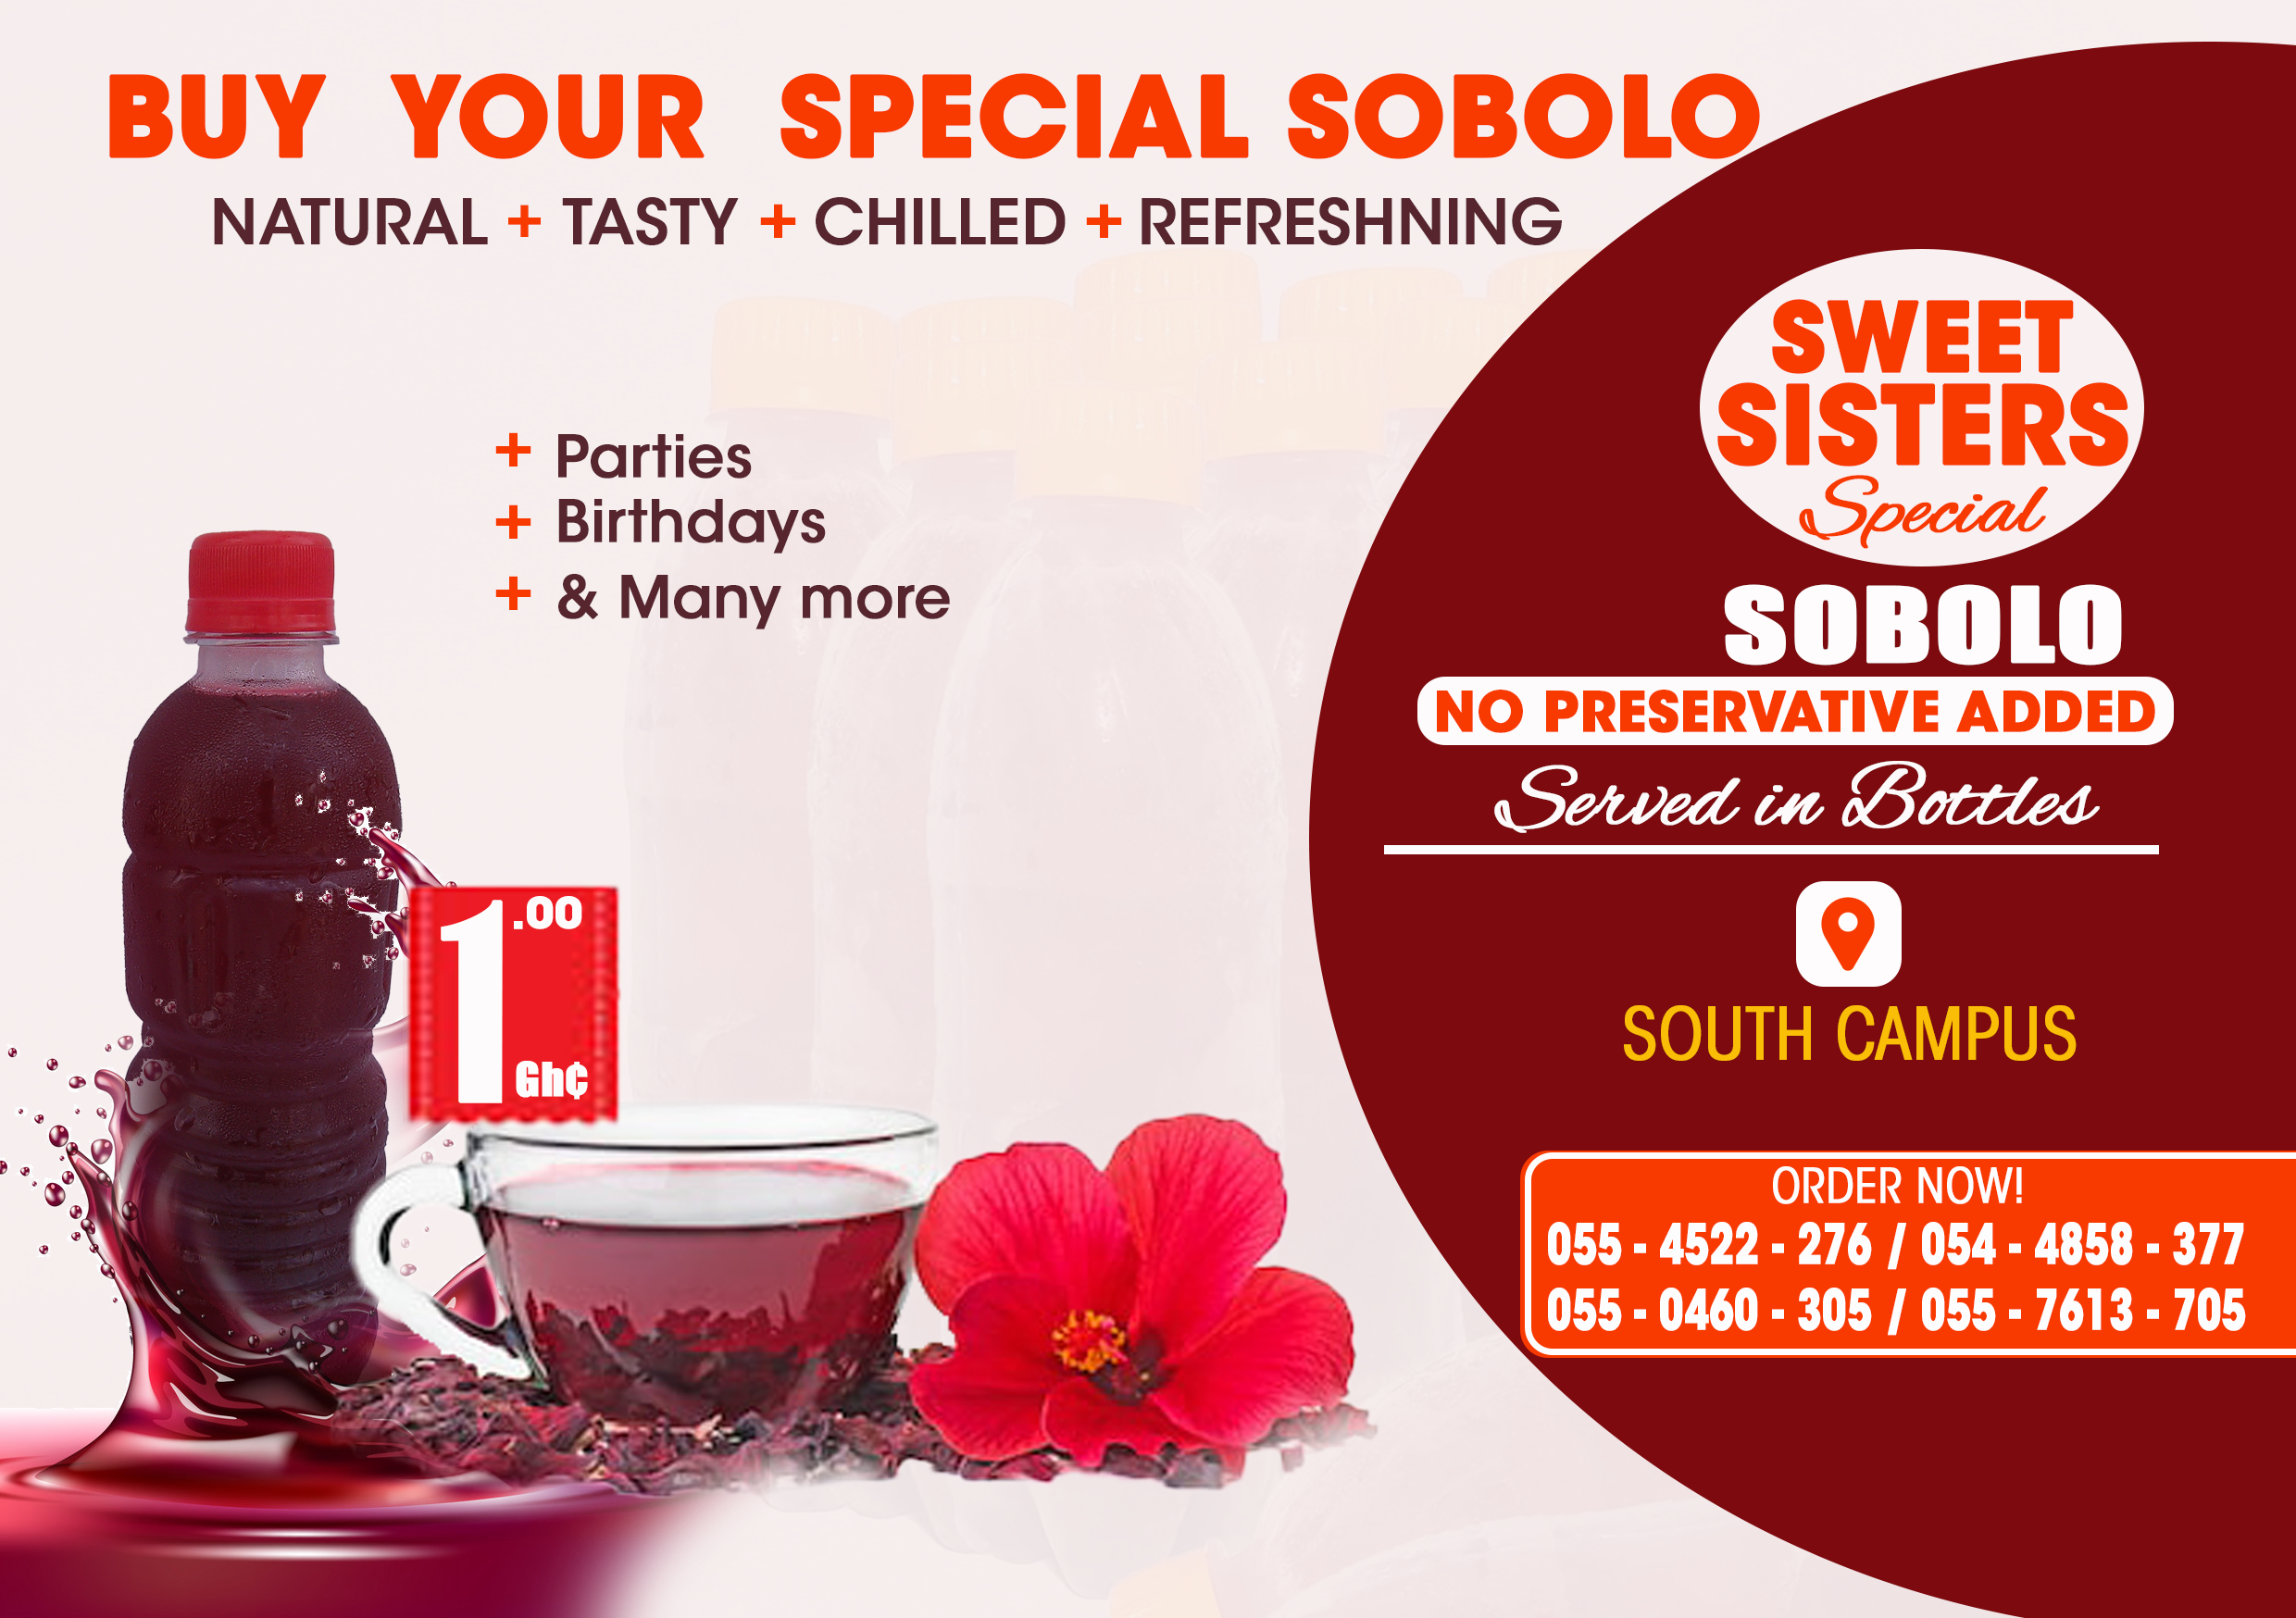 BUY YOUR SPECIAL SOBOLO
NATURAL + TASTY + CHILLED + REFRESHNING
+ Parties
+ Birthdays
+ & Many more
1.00
Gh¢
SWEET
SISTERS
Special
SOBOLO
NO PRESERVATIVE ADDED
Served in Bottles
SOUTH CAMPUS
ORDER NOW!
055 - 4522 - 276 / 054 - 4858 - 377
055 - 0460 - 305 / 055 - 7613 - 705